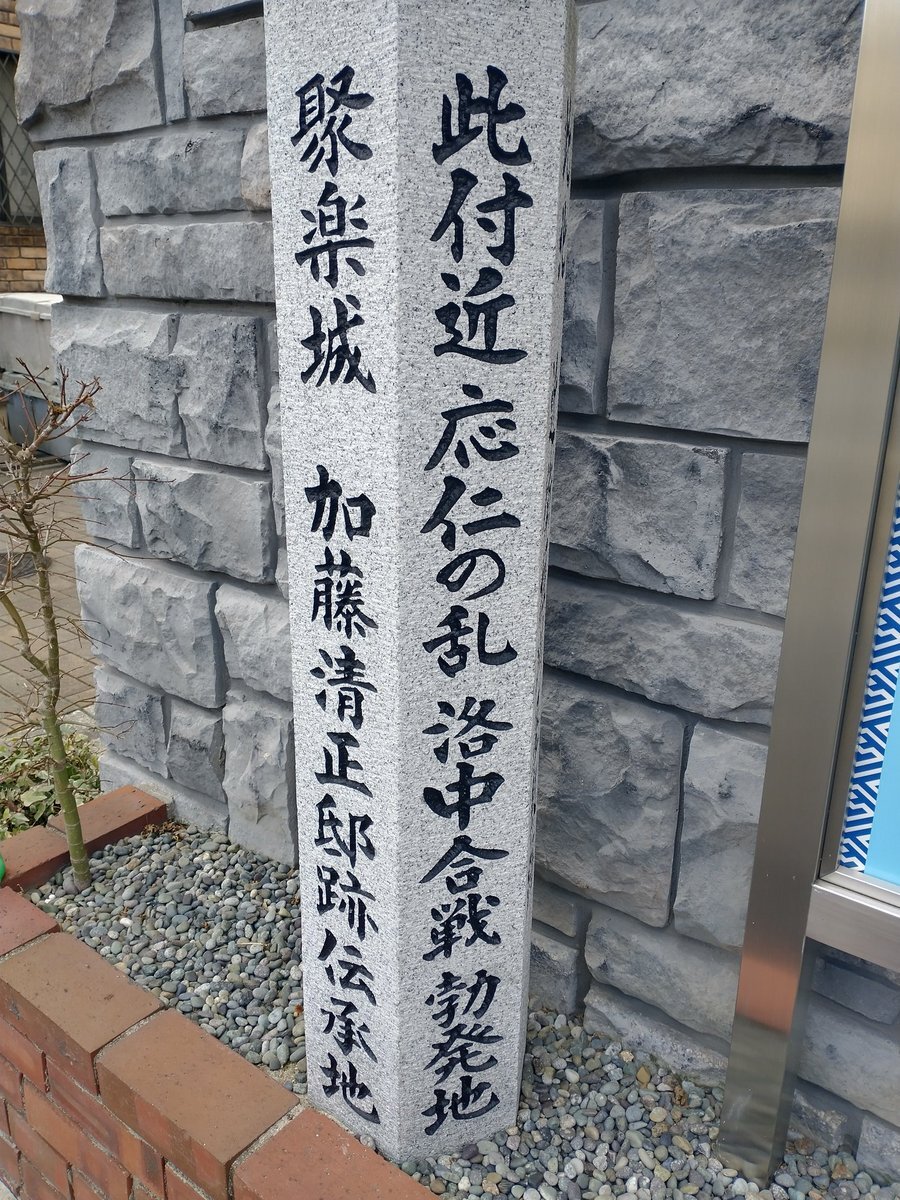 此付近 応仁の乱 洛中合戦 勃発地
聚楽城 加藤清正邸跡伝承地